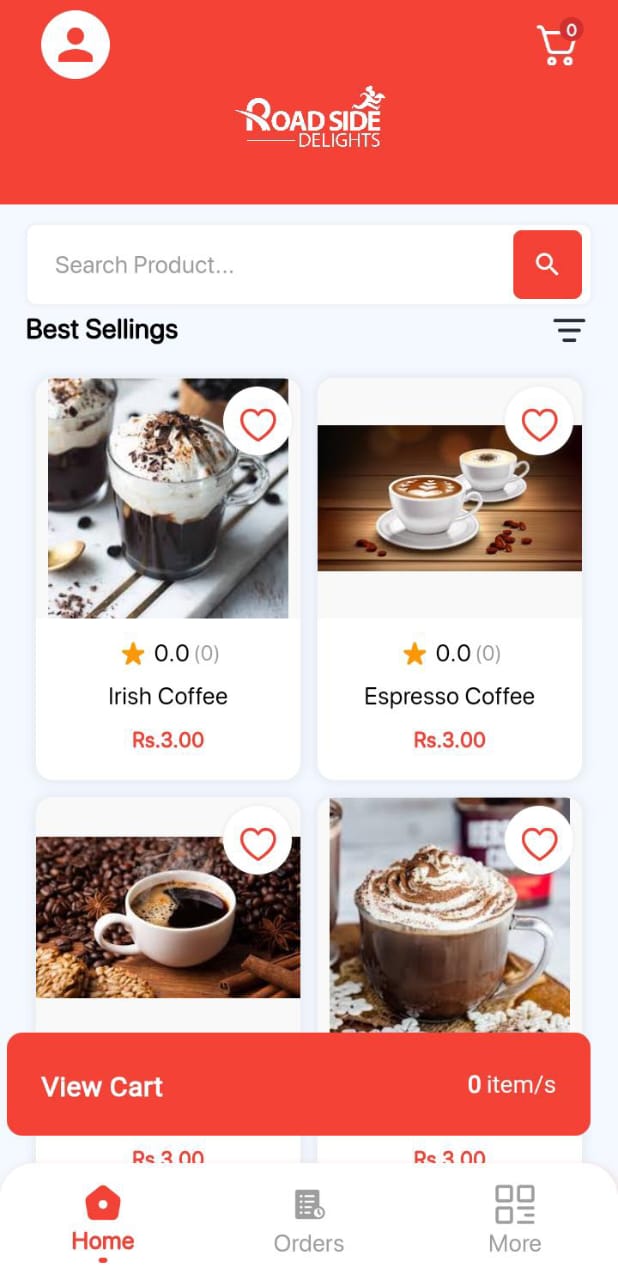 0
ROAD SIDE
DELIGHTS
Search Product...
Best Sellings
0.0 (0)
0.0 (0)
Irish Coffee
Espresso Coffee
Rs.3.00
Rs.3.00
View Cart
0 item/s
Rs.3.00
Rs.3.00
Home
Orders
More